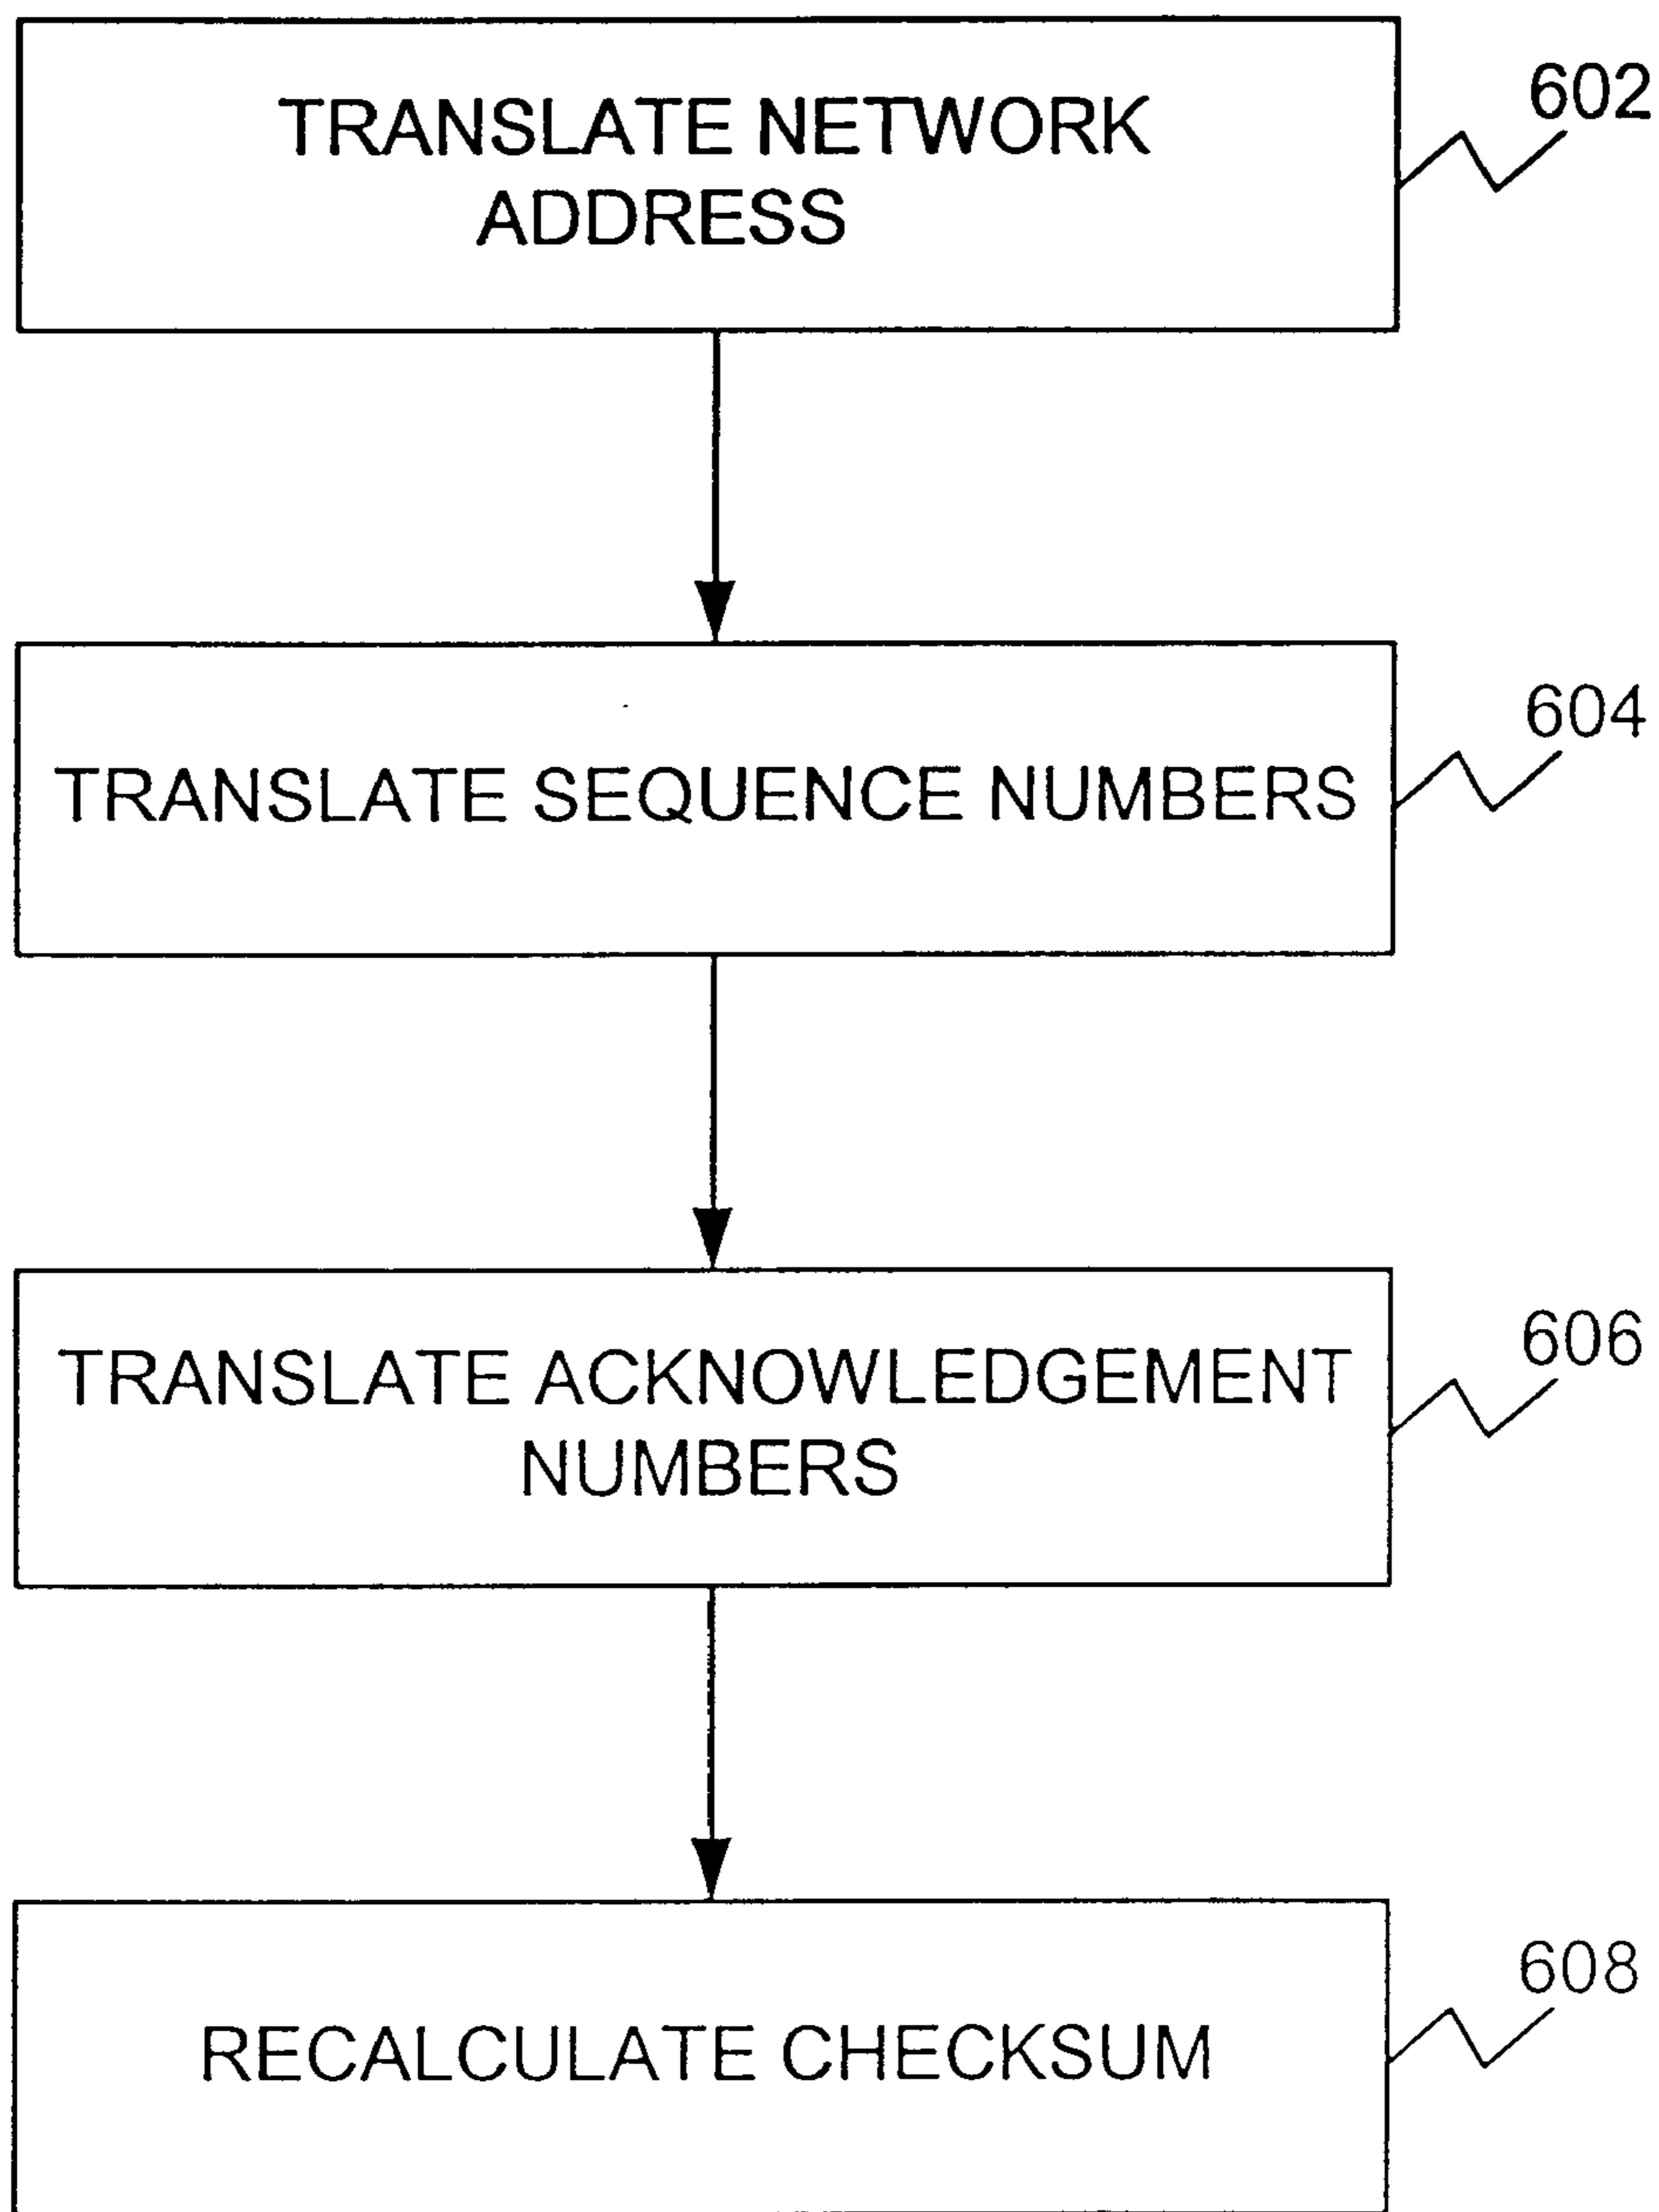 TRANSLATE NETWORK
ADDRESS
602
TRANSLATE SEQUENCE NUMBERS
604
TRANSLATE ACKNOWLEDGEMENT
NUMBERS
606
RECALCULATE CHECKSUM
608